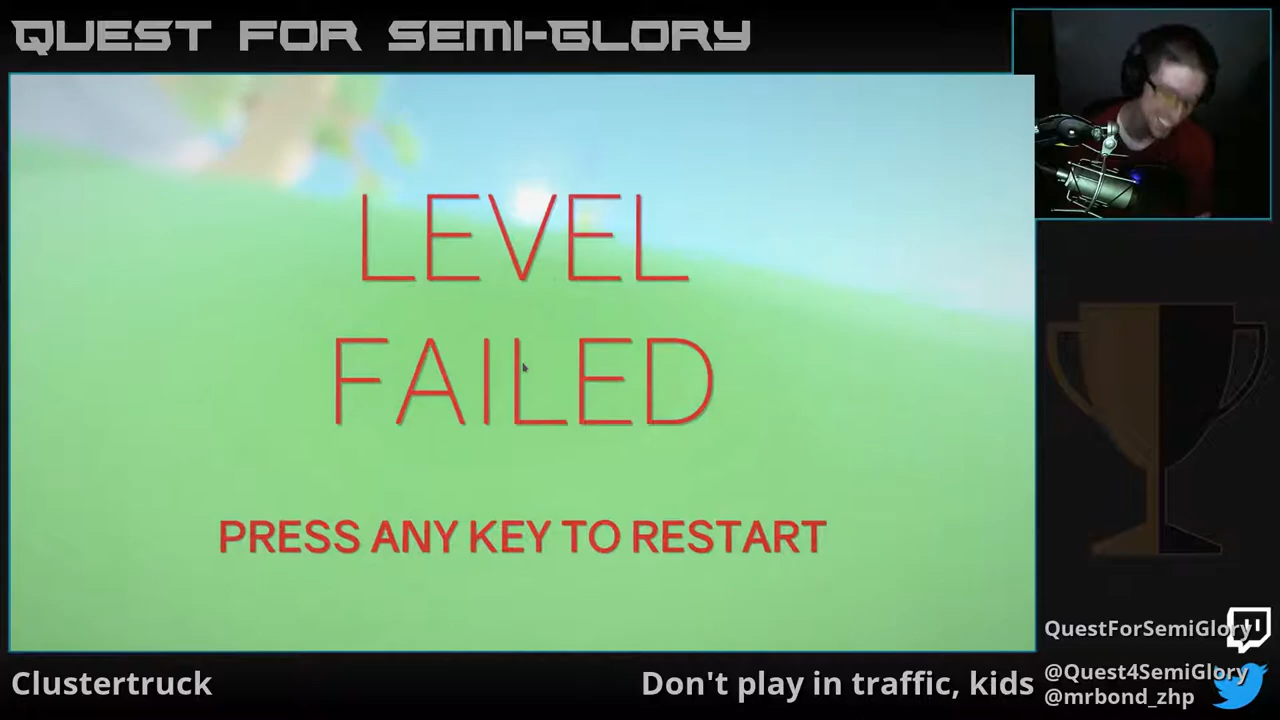 QUEST FOR SEMI-GLORY
LEVEL
FAILED
PRESS ANY KEY TO RESTART
QuestForSemiGlory
@Quest4SemiGlory
@mrbond_zhp
Clustertruck
Don't play in traffic, kids